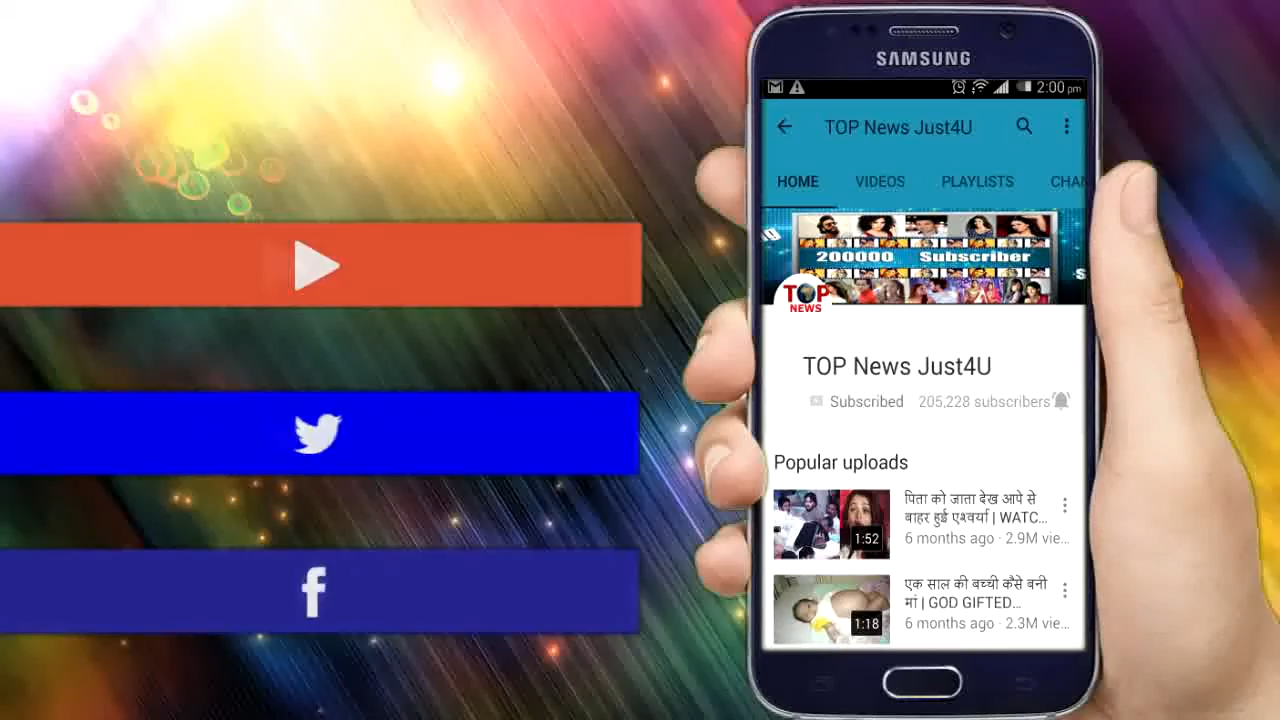 SAMSUNG
2:00 pm
TOP News Just4U
HOME VIDEOS PLAYLISTS CHAN
200000 Subscriber
TOP
NEWS
TOP News Just4U
Subscribed 205,228 subscribers
Popular uploads
पिता को जाता देख आपे से
बाहर हुई एश्वर्या | WATC...
6 months ago · 2.9M vie...
1:52
एक साल की बच्ची कैसे बनी
मां | GOD GIFTED...
6 months ago · 2.3M vie...
1:18